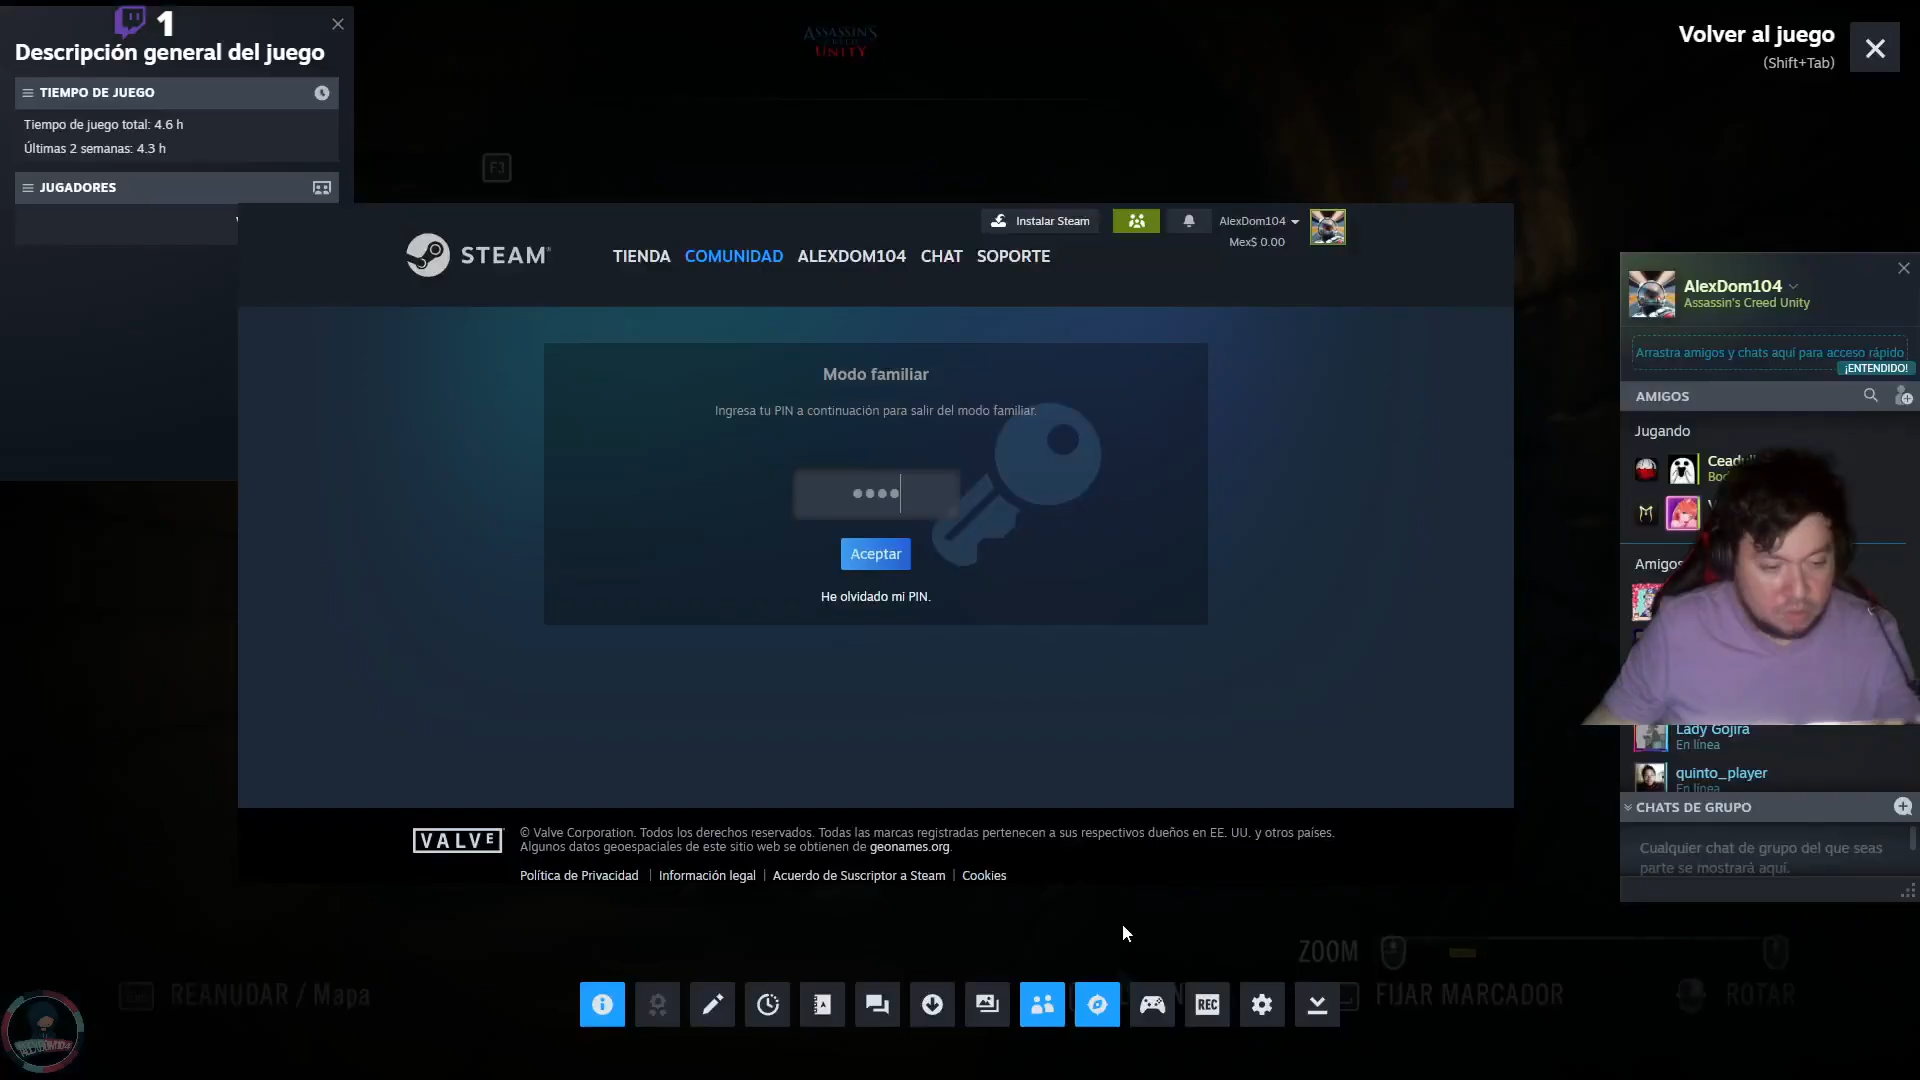 1
Descripción general del juego
TIEMPO DE JUEGO
Tiempo de juego total: 4.6 h
Últimas 2 semanas: 4.3 h
JUGADORES
ASSASSIN'S
CREED
UNITY
Volver al juego
(Shift+Tab)
Instalar Steam
AlexDom104
Mex$ 0.00
STEAM
TIENDA COMUNIDAD ALEXDOM104 CHAT SOPORTE
Modo familiar
Ingresa tu PIN a continuación para salir del modo familiar.
Aceptar
He olvidado mi PIN.
VALVE
© Valve Corporation. Todos los derechos reservados. Todas las marcas registradas pertenecen a sus respectivos dueños en EE. UU. y otros países.
Algunos datos geoespaciales de este sitio web se obtienen de geonames.org.
Política de Privacidad | Información legal | Acuerdo de Suscriptor a Steam | Cookies
AlexDom104
Assassin's Creed Unity
Arrastra amigos y chats aquí para acceso rápido
¡ENTENDIDO!
AMIGOS
Jugando
Amigos
Lady Gojira
En línea
quinto_player
En línea
CHATS DE GRUPO
Cualquier chat de grupo del que seas
parte se mostrará aquí.
REANUDAR / Mapa
ZOOM
FIJAR MARCADOR
ROTAR
REC